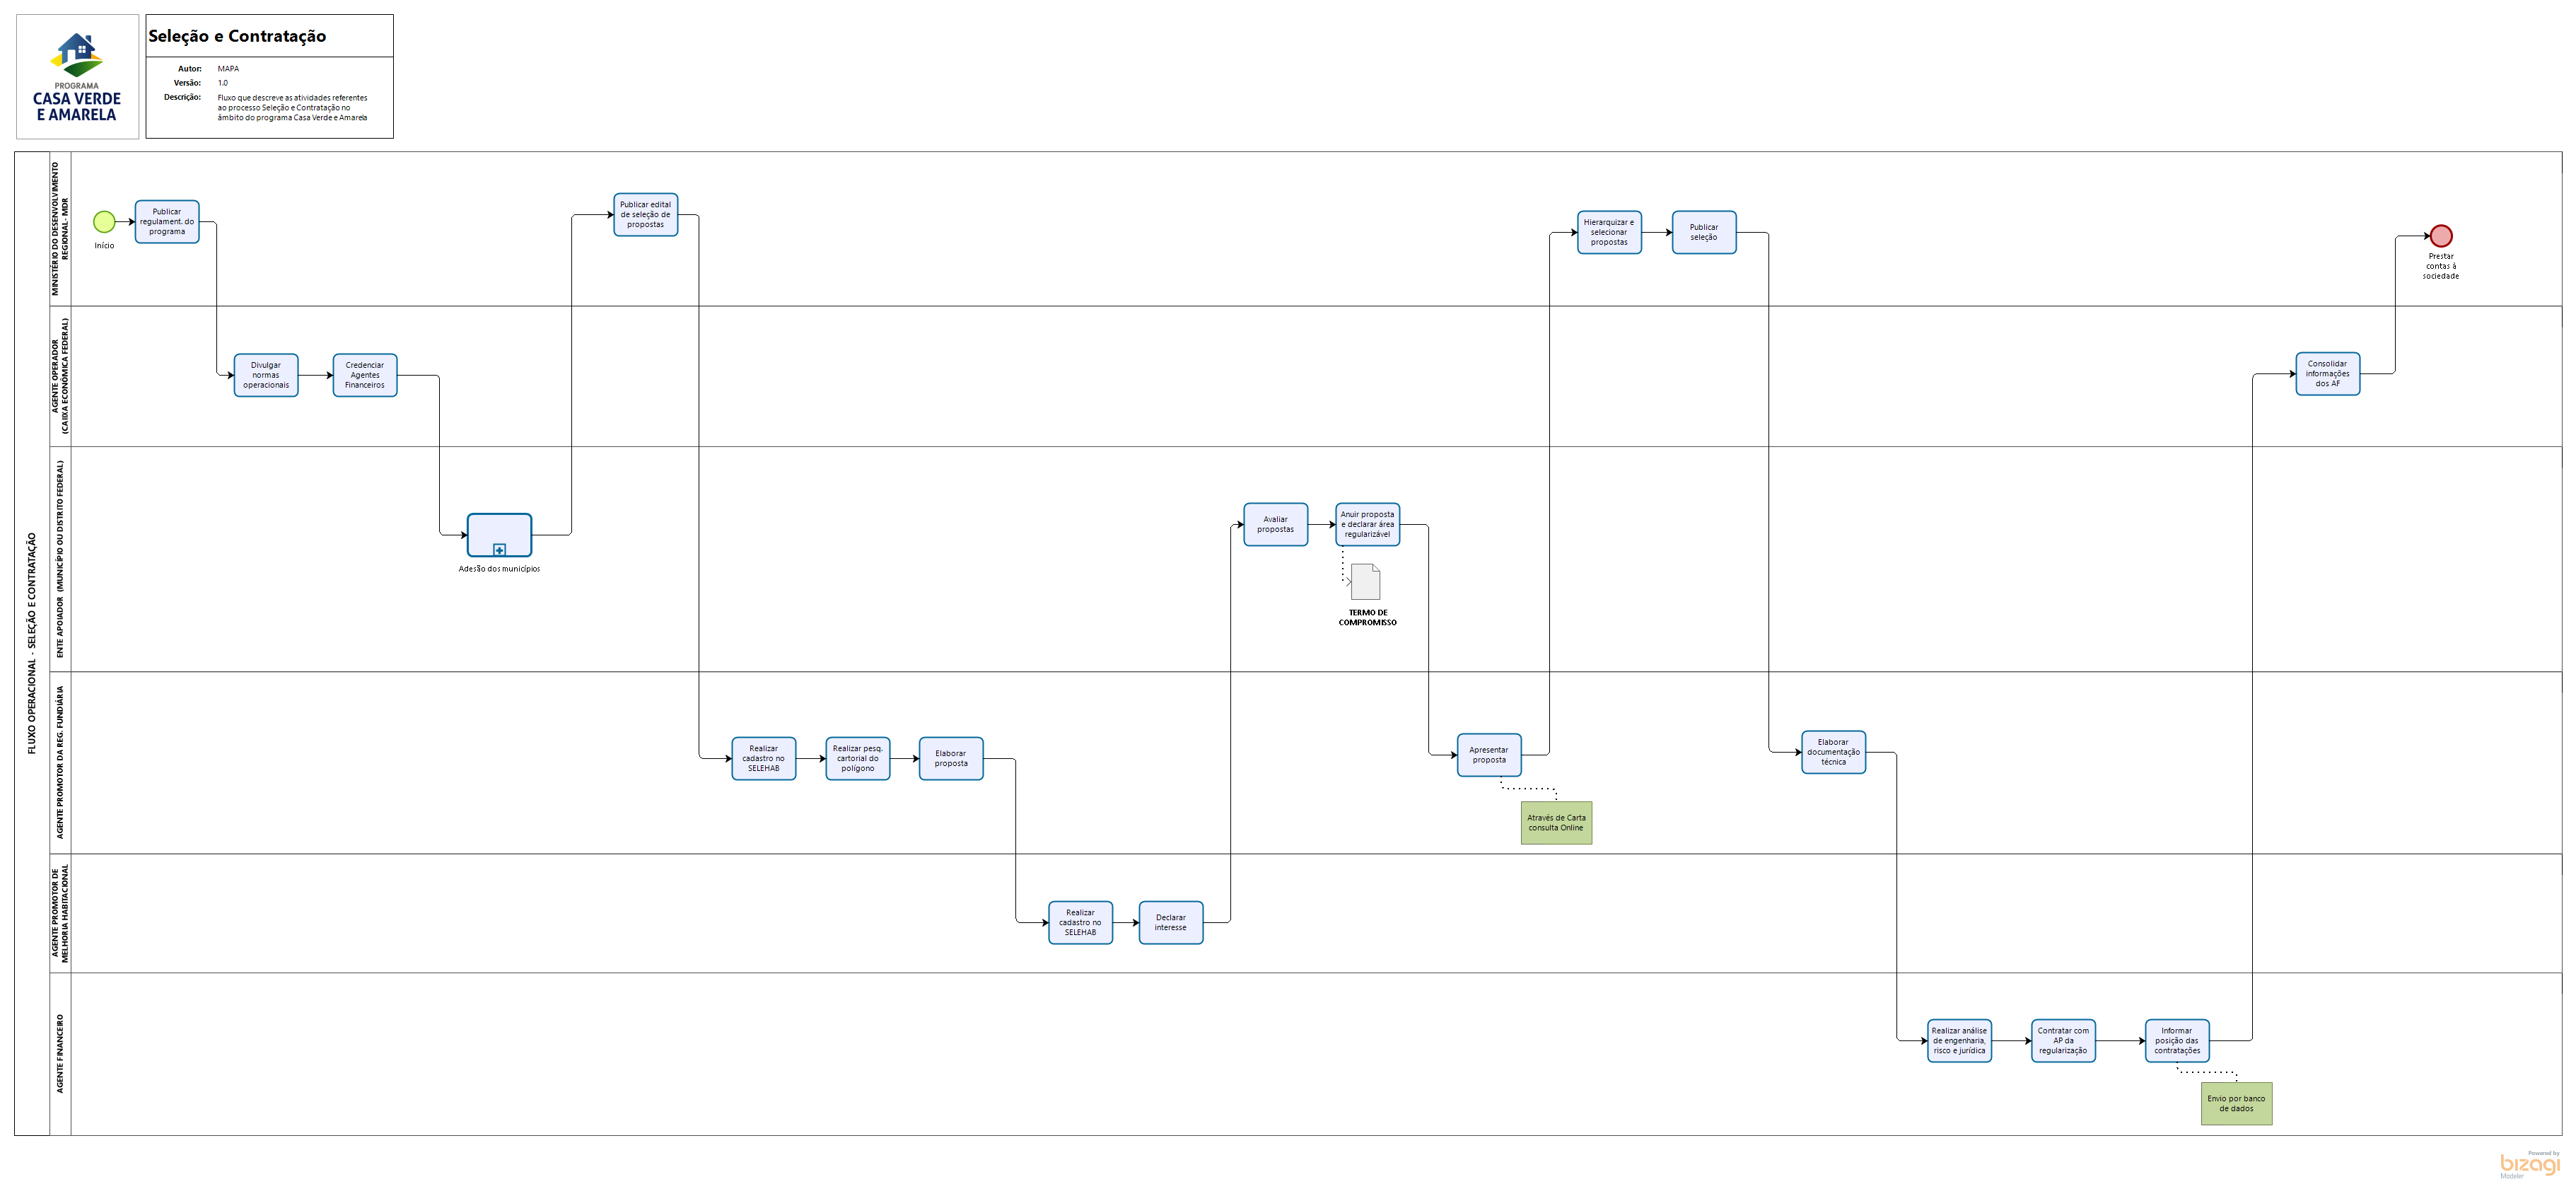 PROGRAMA
CASA VERDE
E AMARELA
Seleção e Contratação
Autor: MAPA
Versão: 1.0
Descrição: Fluxo que descreve as atividades referentes
ao processo Seleção e Contratação no
âmbito do programa Casa Verde e Amarela
FLUXO OPERACIONAL - SELEÇÃO E CONTRATAÇÃO
MINISTÉRIO DO DESENVOLVIMENTO
REGIONAL- MDR
Início
Publicar
regulament. do
programa
Publicar edital
de seleção de
propostas
Hierarquizar e
selecionar
propostas
Publicar
seleção
Prestar
contas à
sociedade
AGENTE OPERADOR
(CAIXA ECONÔMICA FEDERAL)
Divulgar
normas
operacionais
Credenciar
Agentes
Financeiros
Consolidar
informações
dos AF
ENTE APOIADOR (MUNICÍPIO OU DISTRITO FEDERAL)
Adesão dos municípios
Avaliar
propostas
Anuir proposta
e declarar área
regularizável
TERMO DE
COMPROMISSO
AGENTE PROMOTOR DA REG. FUNDIÁRIA
Realizar
cadastro no
SELEHAB
Realizar pesq.
cartorial do
polígono
Elaborar
proposta
Apresentar
proposta
Através de Carta
consulta Online
Elaborar
documentação
técnica
AGENTE PROMOTOR DE
MELHORIA HABITACIONAL
Realizar
cadastro no
SELEHAB
Declarar
interesse
AGENTE FINANCEIRO
Realizar análise
de engenharia,
risco e jurídica
Contratar com
AP da
regularização
Informar
posição das
contratações
Envio por banco
de dados
Powered by
bizagi
Modeler